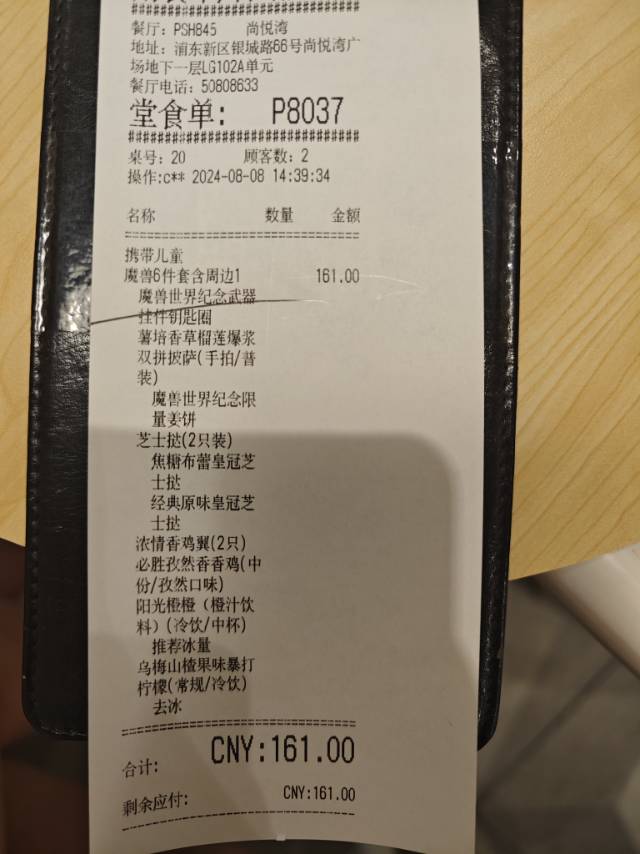 餐厅: PSH845 尚悦湾
地址: 浦东新区银城路66号尚悦湾广
场地下一层LG102A单元
餐厅电话: 50808633
堂食单: P8037
桌号: 20 顾客数: 2
操作:c** 2024-08-08 14:39:34
名称 数量 金额
携带儿童
魔兽6件套含周边1 161.00
魔兽世界纪念武器
挂件钥匙圈
薯培香草榴莲爆浆
双拼披萨(手拍/普
装)
魔兽世界纪念限
量姜饼
芝士挞(2只装)
焦糖布蕾皇冠芝
士挞
经典原味皇冠芝
士挞
浓情香鸡翼(2只)
必胜孜然香香鸡(中
份/孜然口味)
阳光橙橙（橙汁饮
料）(冷饮/中杯)
推荐冰量
乌梅山楂果味暴打
柠檬(常规/冷饮)
去冰
合计: CNY:161.00
剩余应付: CNY:161.00